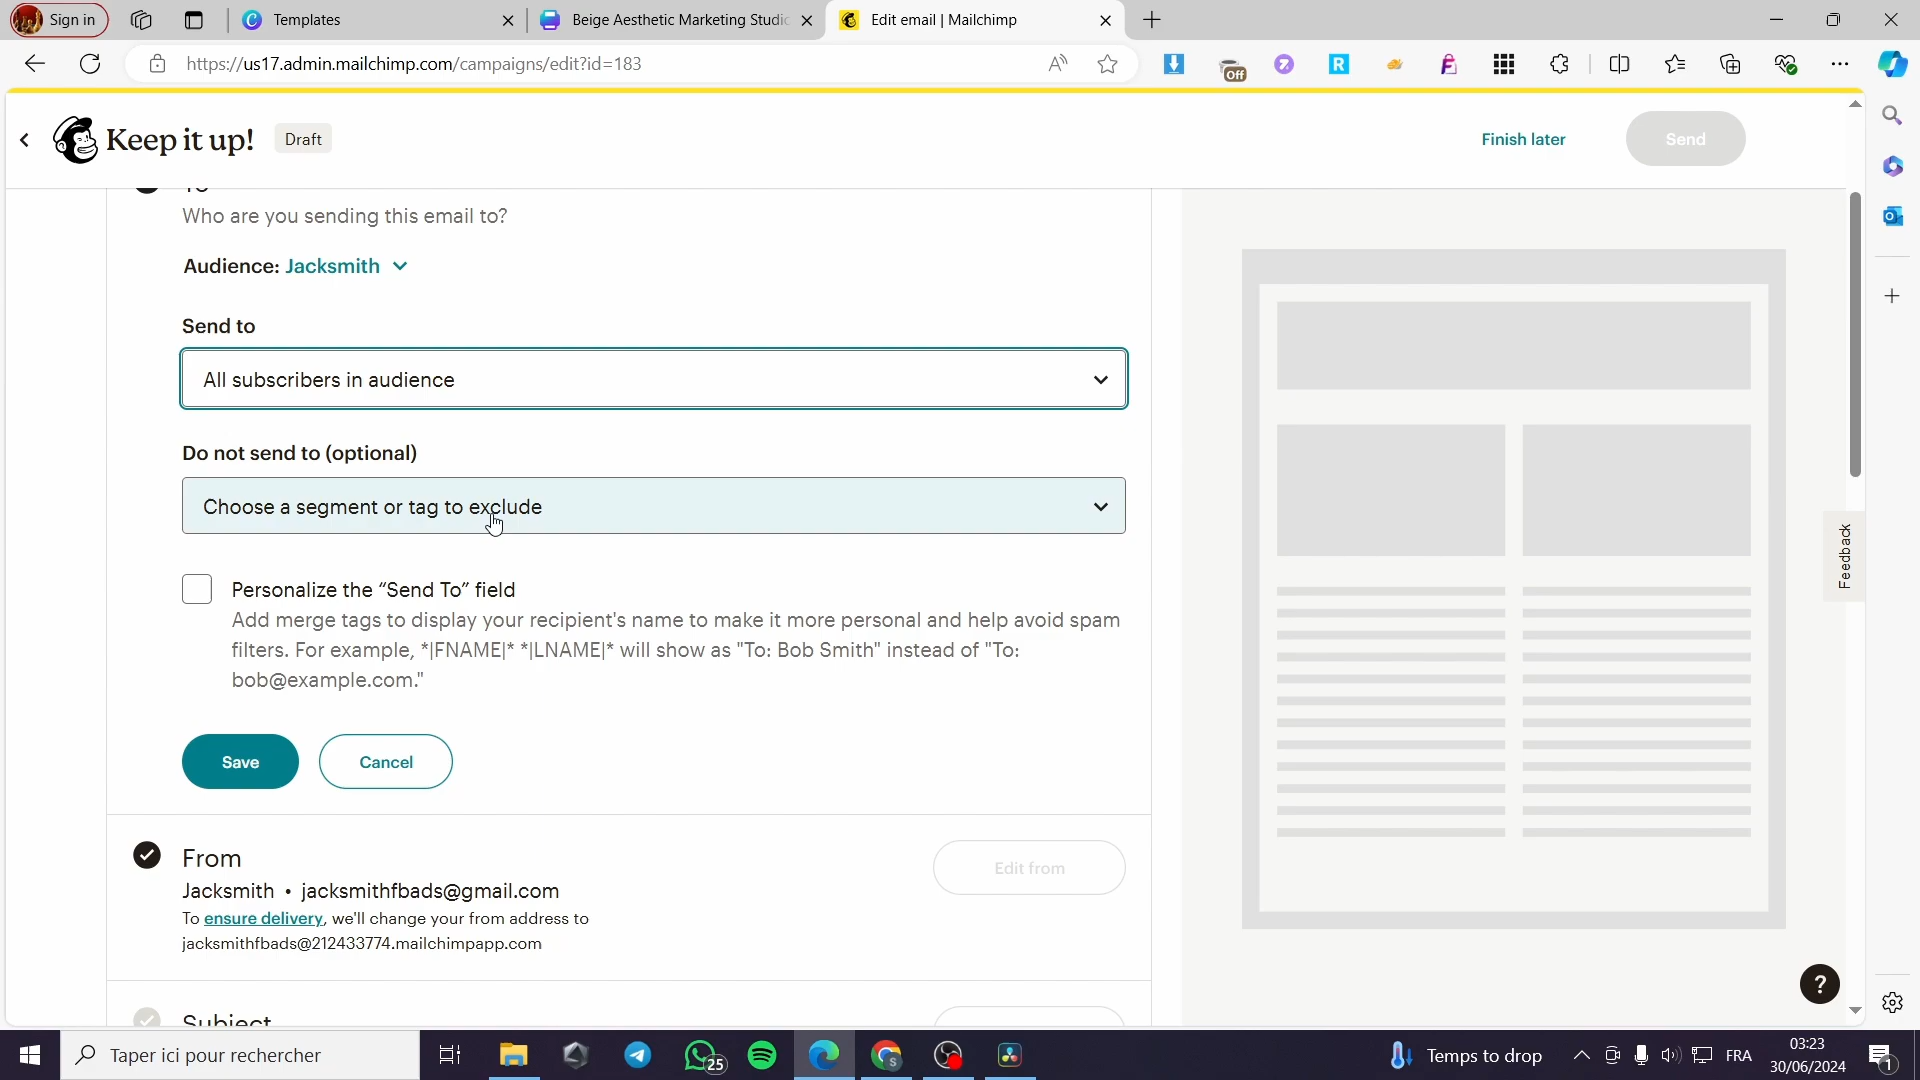 Sign in
Templates
Beige Aesthetic Marketing Studio
Edit email | Mailchimp
https://us17.admin.mailchimp.com/campaigns/edit?id=183
Off
Keep it up!
Draft
Finish later
Send
To
Who are you sending this email to?
Audience: Jacksmith
Send to
All subscribers in audience
Do not send to (optional)
Choose a segment or tag to exclude
Feedback
Personalize the “Send To” field
Add merge tags to display your recipient's name to make it more personal and help avoid spam
filters. For example, *|FNAME|* *|LNAME|* will show as "To: Bob Smith" instead of "To:
bob@example.com."
Save
Cancel
From
Edit from
Jacksmith • jacksmithfbads@gmail.com
To ensure delivery, we'll change your from address to
jacksmithfbads@212433774.mailchimpapp.com
?
Subject
Taper ici pour rechercher
25
Temps to drop
FRA
03:23
30/06/2024
1